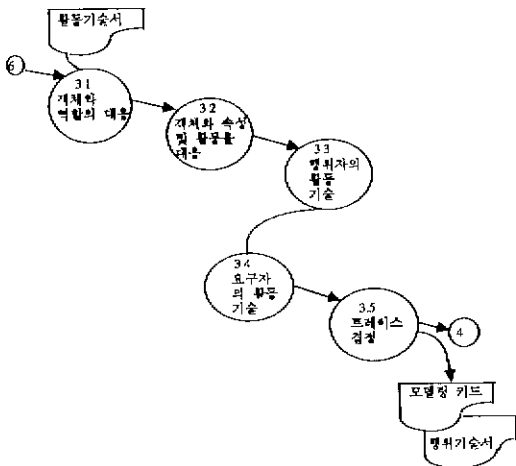 활동기술서
6
3.1
객체와
역할의 대응
3.2
객체와 속성
및 활동을
대응
3.3
행위자의
활동
기술
3.4
요구자
의 활동
기술
3.5
트레이스
결정
4
모델링 카드
행위기술서